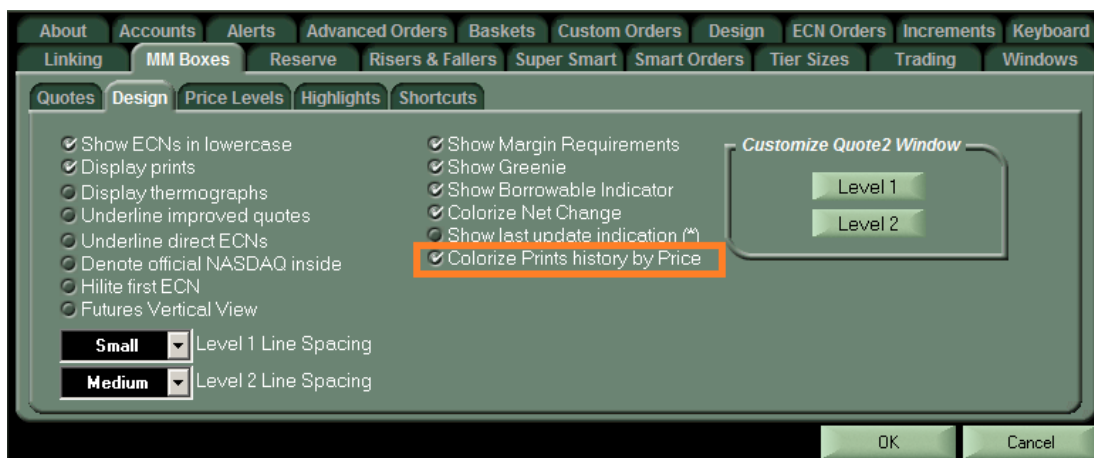 About Accounts Alerts Advanced Orders Baskets Custom Orders Design ECN Orders Increments Keyboard
Linking MM Boxes Reserve Risers & Fallers Super Smart Smart Orders Tier Sizes Trading Windows
Quotes Design Price Levels Highlights Shortcuts
Show ECNs in lowercase
Display prints
Display thermographs
Underline improved quotes
Underline direct ECNs
Denote official NASDAQ inside
Hilite first ECN
Futures Vertical View
Small Level 1 Line Spacing
Medium Level 2 Line Spacing
Show Margin Requirements
Show Greenie
Show Borrowable Indicator
Colorize Net Change
Show last update indication (*)
Colorize Prints history by Price
Customize Quote2 Window
Level 1
Level 2
OK Cancel